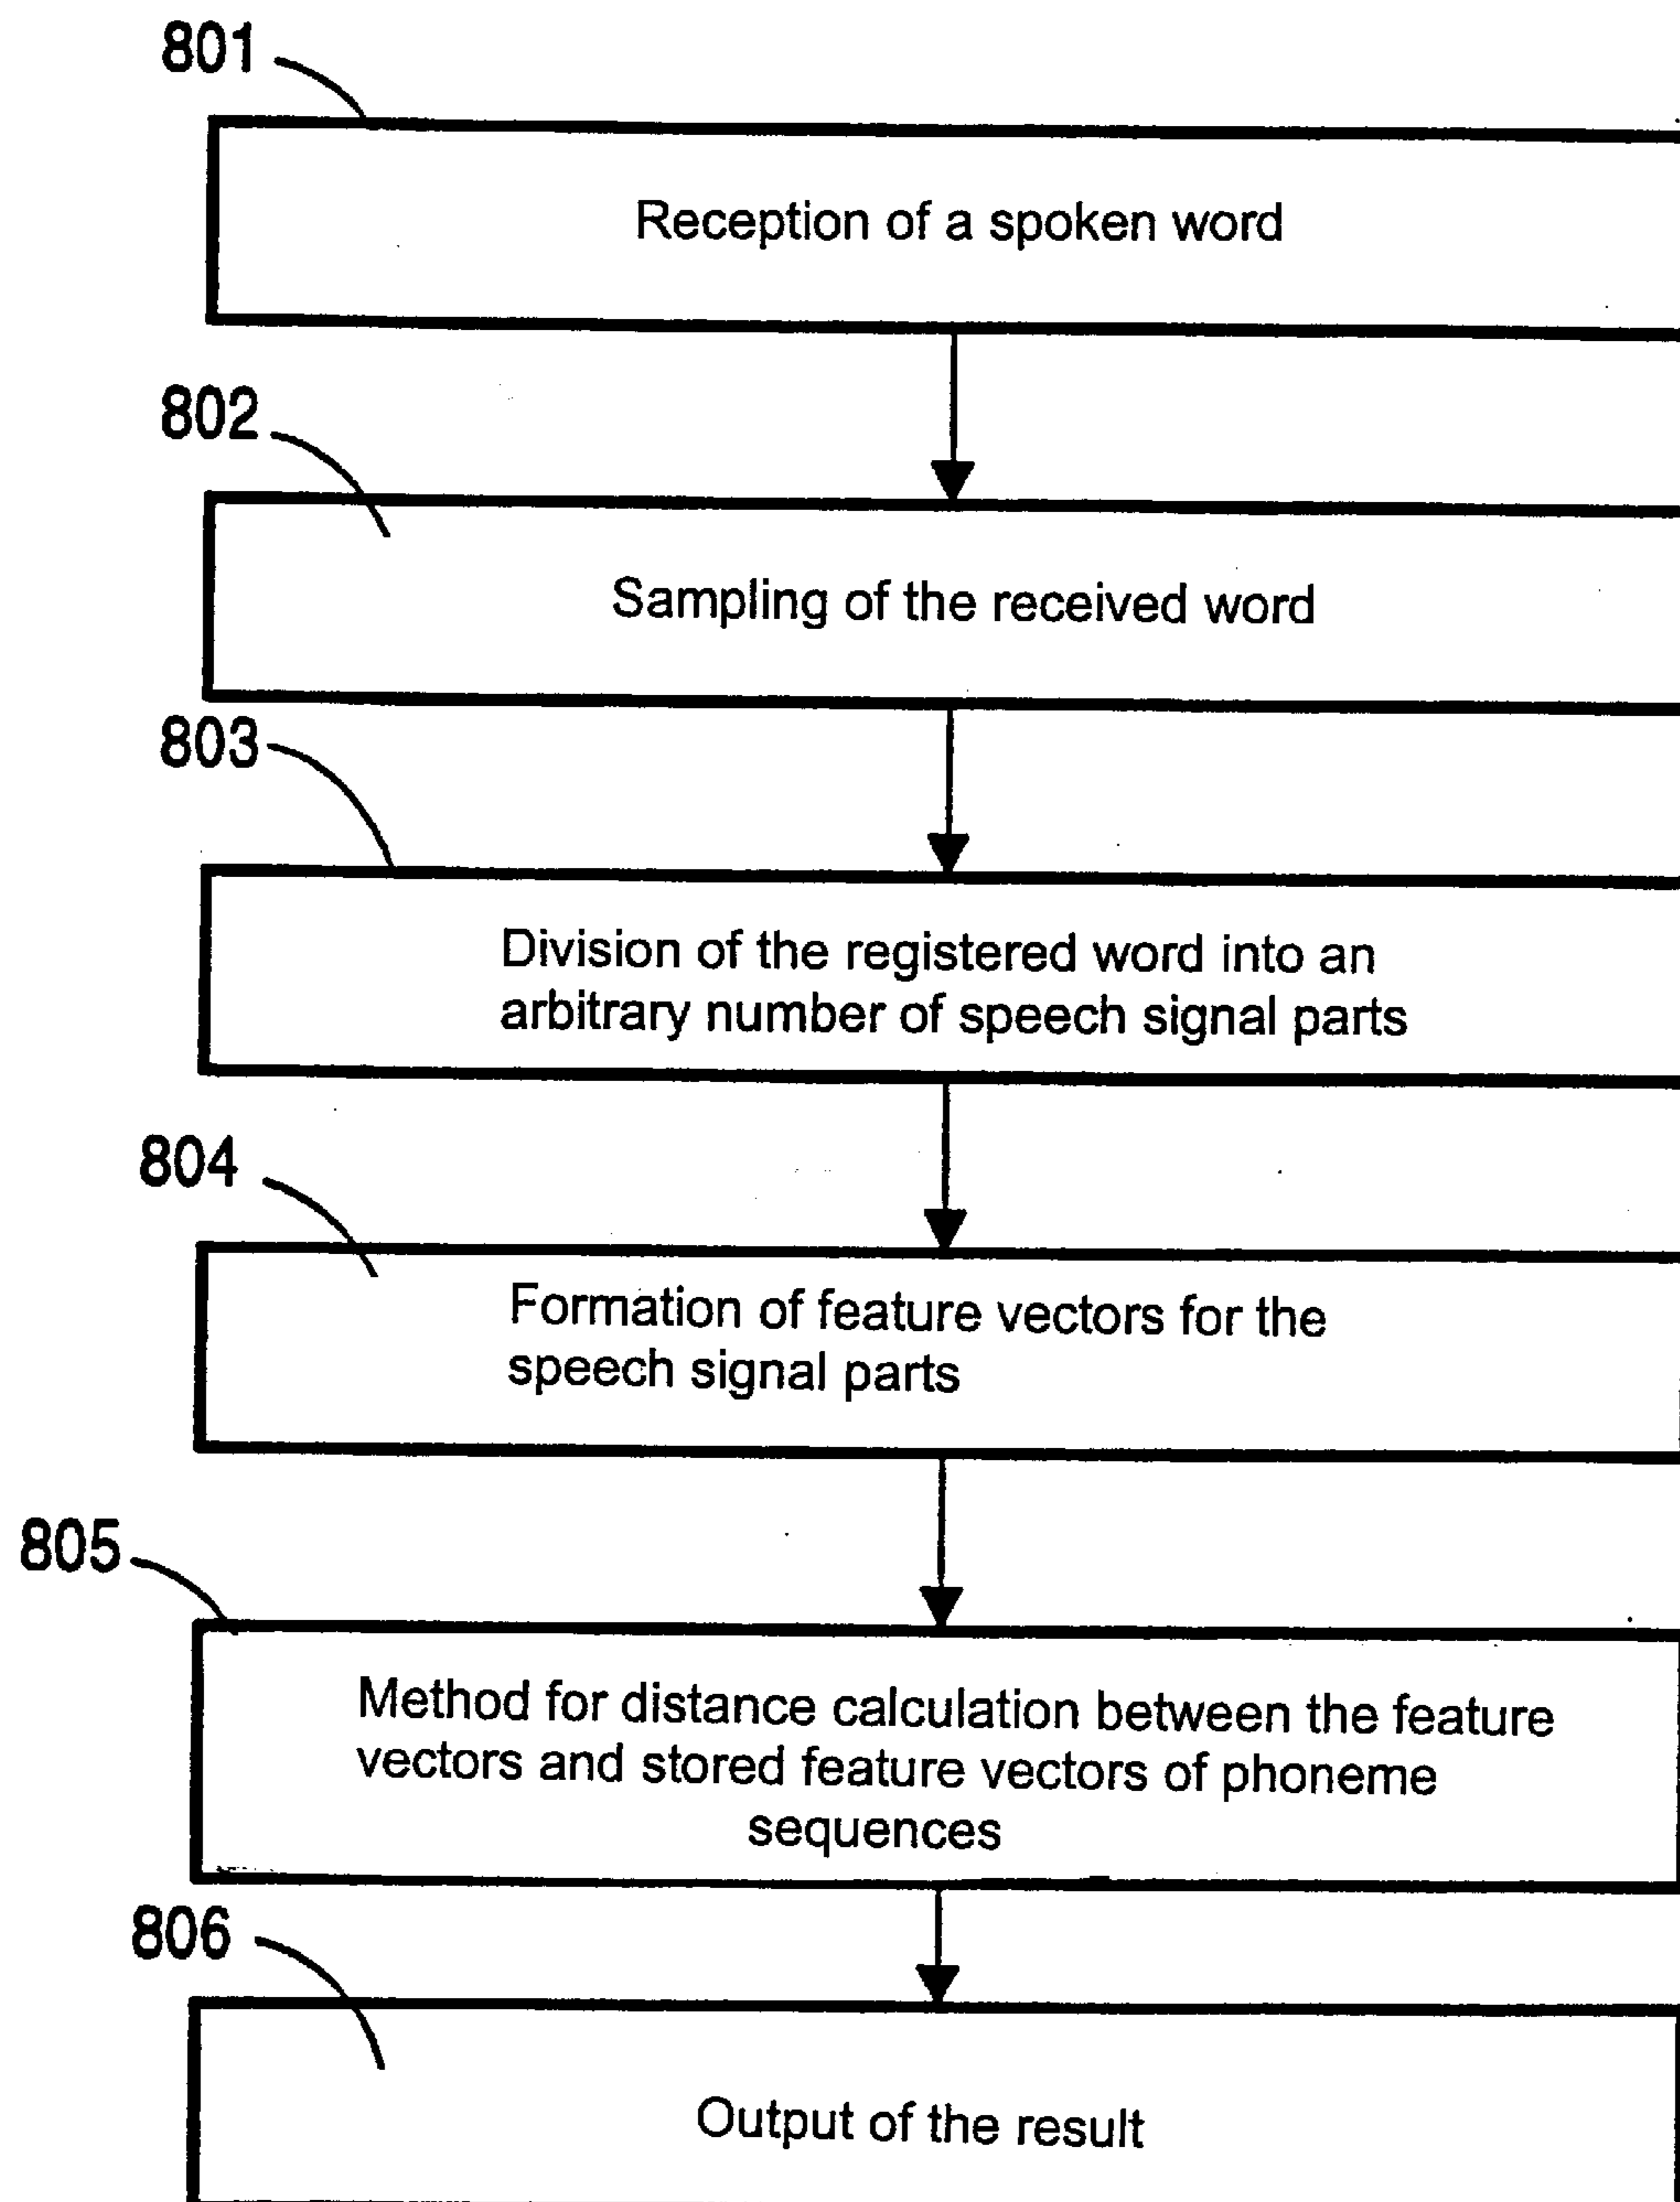 801
Reception of a spoken word
802
Sampling of the received word
803
Division of the registered word into an
arbitrary number of speech signal parts
804
Formation of feature vectors for the
speech signal parts
805
Method for distance calculation between the feature
vectors and stored feature vectors of phoneme
sequences
806
Output of the result